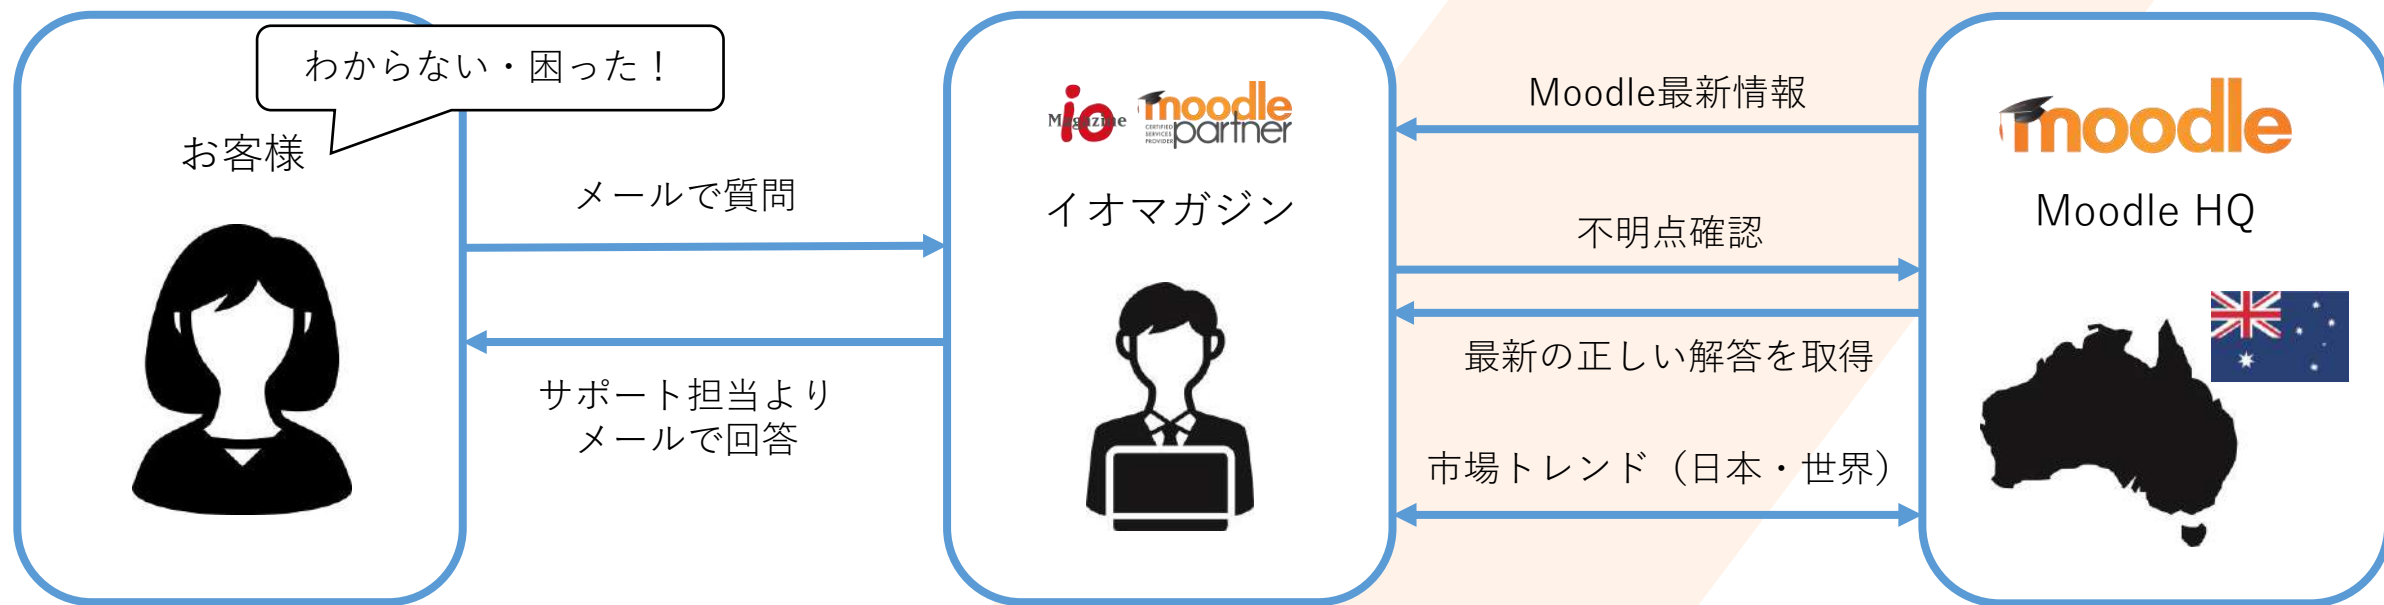 わからない・困った！
お客様
メールで質問
サポート担当より
メールで回答
io
Magazine
moodle
partner
CERTIFIED
SERVICES
PROVIDER
イオマガジン
Moodle最新情報
不明点確認
最新の正しい解答を取得
市場トレンド（日本・世界）
moodle
Moodle HQ